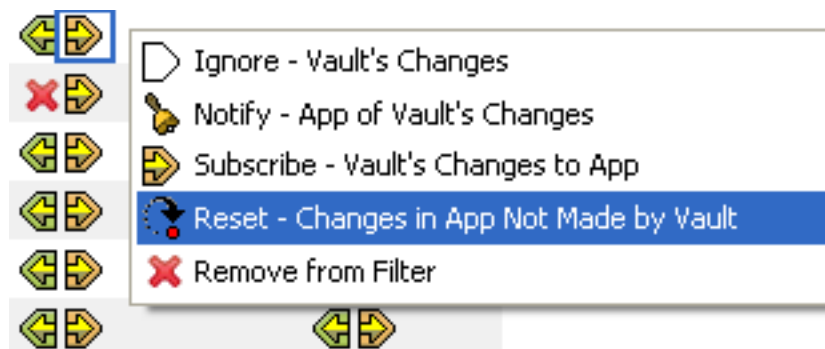 Ignore - Vault's Changes
Notify - App of Vault's Changes
Subscribe - Vault's Changes to App
Reset - Changes in App Not Made by Vault
Remove from Filter